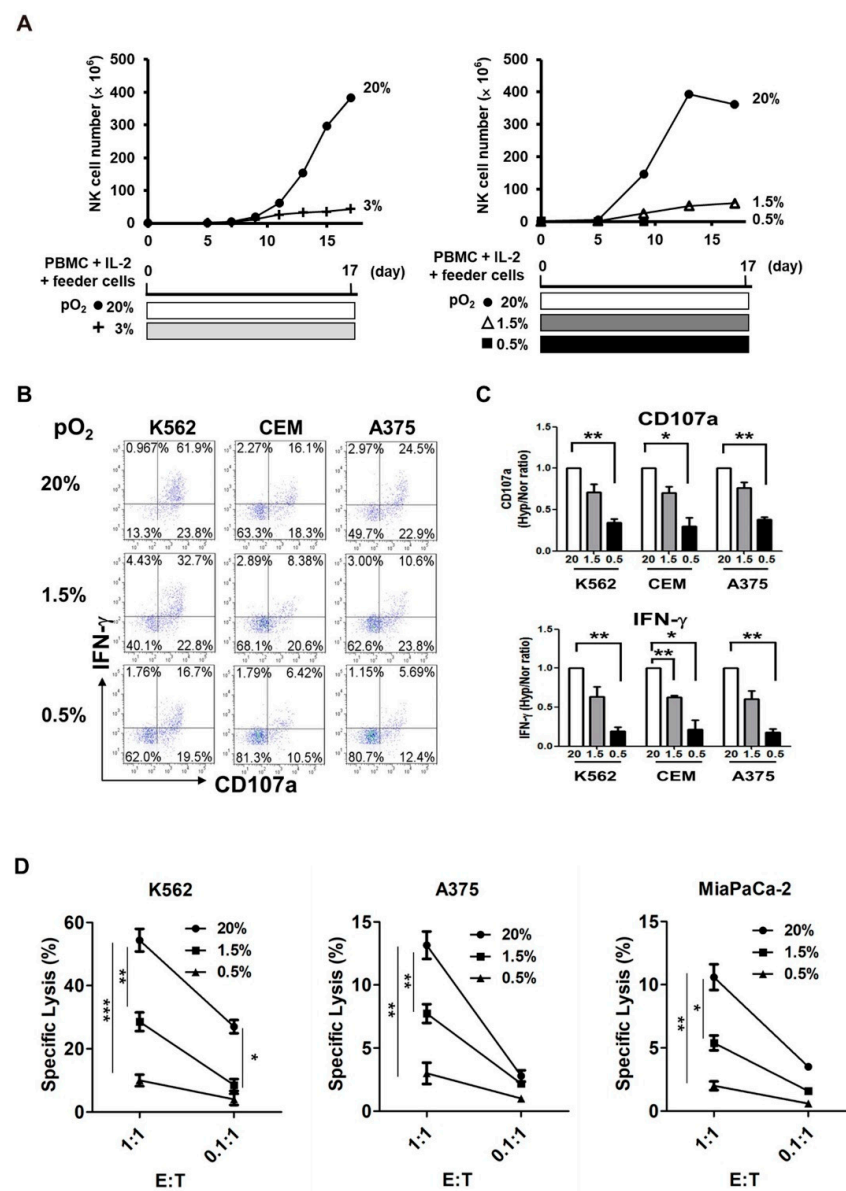 A
NK cell number (× 10⁶)
500
400
300
200
100
0
0 5 10 15
20%
3%
PBMC + IL-2
+ feeder cells
0 17 (day)
pO₂ ● 20%
+ 3%
NK cell number (× 10⁶)
500
400
300
200
100
0
0 5 10 15
20%
1.5%
0.5%
PBMC + IL-2
+ feeder cells
0 17 (day)
pO₂ ● 20%
△ 1.5%
■ 0.5%
B
pO₂ K562 CEM A375
20%
0.967% 61.9% 2.27% 16.1% 2.97% 24.5%
13.3% 23.8% 63.3% 18.3% 49.7% 22.9%
1.5%
4.43% 32.7% 2.89% 8.38% 3.00% 10.6%
40.1% 22.8% 68.1% 20.6% 62.6% 23.8%
0.5%
1.76% 16.7% 1.79% 6.42% 1.15% 5.69%
62.0% 19.5% 81.3% 10.5% 80.7% 12.4%
IFN-γ
CD107a
C
CD107a
CD107a
(Hyp/Nor ratio)
1.5
1.0
0.5
0.0
** * **
20 1.5 0.5 20 1.5 0.5 20 1.5 0.5
K562 CEM A375
IFN-γ
IFN-γ (Hyp/Nor ratio)
1.5
1.0
0.5
0.0
** * **
**
20 1.5 0.5 20 1.5 0.5 20 1.5 0.5
K562 CEM A375
D
K562
Specific Lysis (%)
60
40
20
0
20%
1.5%
0.5%
***
**
*
1:1 0.1:1
E:T
A375
Specific Lysis (%)
15
10
5
0
20%
1.5%
0.5%
**
**
1:1 0.1:1
E:T
MiaPaCa-2
Specific Lysis (%)
15
10
5
0
20%
1.5%
0.5%
**
*
1:1 0.1:1
E:T